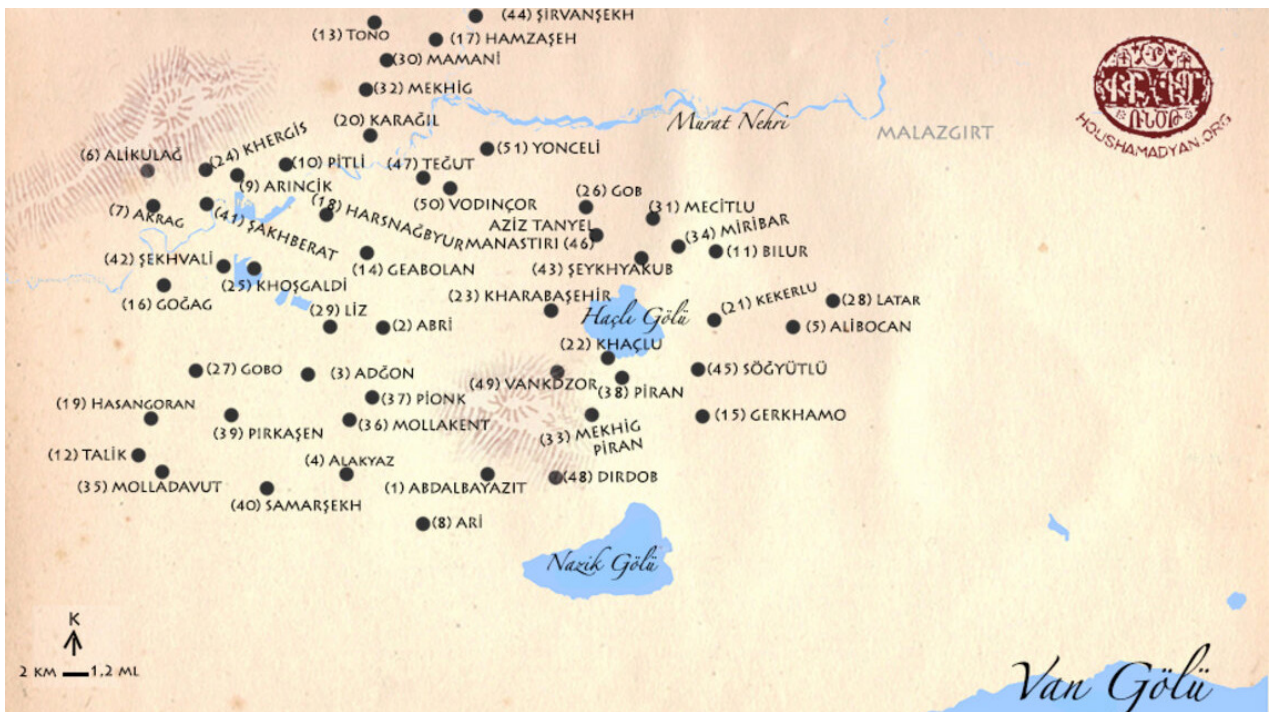 (44) ŞIRVANŞEKH
(13) TONO
(17) HAMZAŞEH
(30) MAMANİ
(32) MEKHİG
(20) KARAĞIL
Murat Nehri
MALAZGIRT
HOUSHAMADYAN.ORG
(6) ALİKULAĞ
(24) KHERGİS
(10) PİTLİ
(47) TEĞUT
(51) YONCELİ
(9) ARINCİK
(50) VODINÇOR
(26) GOB
(7) AKRAG
(41) ŞAKHBERAT
(18) HARSNAĞBYUR
(31) MECİTLU
AZİZ TANYEL
MANASTIRI (46)
(34) MİRİBAR
(11) BILUR
(42) ŞEKHVALİ
(14) GEABOLAN
(43) ŞEYKHYAKUB
(25) KHOŞGALDİ
(16) GOĞAG
(23) KHARABAŞEHİR
(21) KEKERLU
(28) LATAR
(29) LİZ
(2) ABRİ
Haçlı Gölü
(5) ALİBOCAN
(22) KHAÇLU
(27) GOBO
(3) ADĞON
(49) VANKDZOR
(38) PİRAN
(45) SÖĞYÜTLÜ
(37) PİONK
(19) HASANGORAN
(39) PIRKAŞEN
(36) MOLLAKENT
(33) MEKHİG
PİRAN
(15) GERKHAMO
(12) TALİK
(4) ALAKYAZ
(35) MOLLADAVUT
(1) ABDALBAYAZIT
(48) DIRDOB
(40) SAMARŞEKH
(8) ARİ
Nazik Gölü
K
2 KM 1,2 ML
Van Gölü